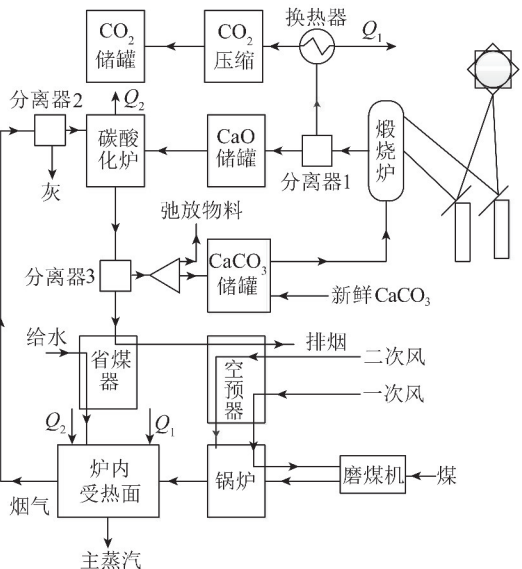 CO₂
储罐
CO₂
压缩
换热器
Q₁
分离器2
Q₂
碳酸
化炉
CaO
储罐
分离器1
煅
烧
炉
灰
弛放物料
分离器3
CaCO₃
储罐
新鲜CaCO₃
给水
省
煤
器
空
预
器
排烟
二次风
一次风
Q₂
Q₁
炉内
受热面
锅炉
磨煤机
煤
烟气
主蒸汽